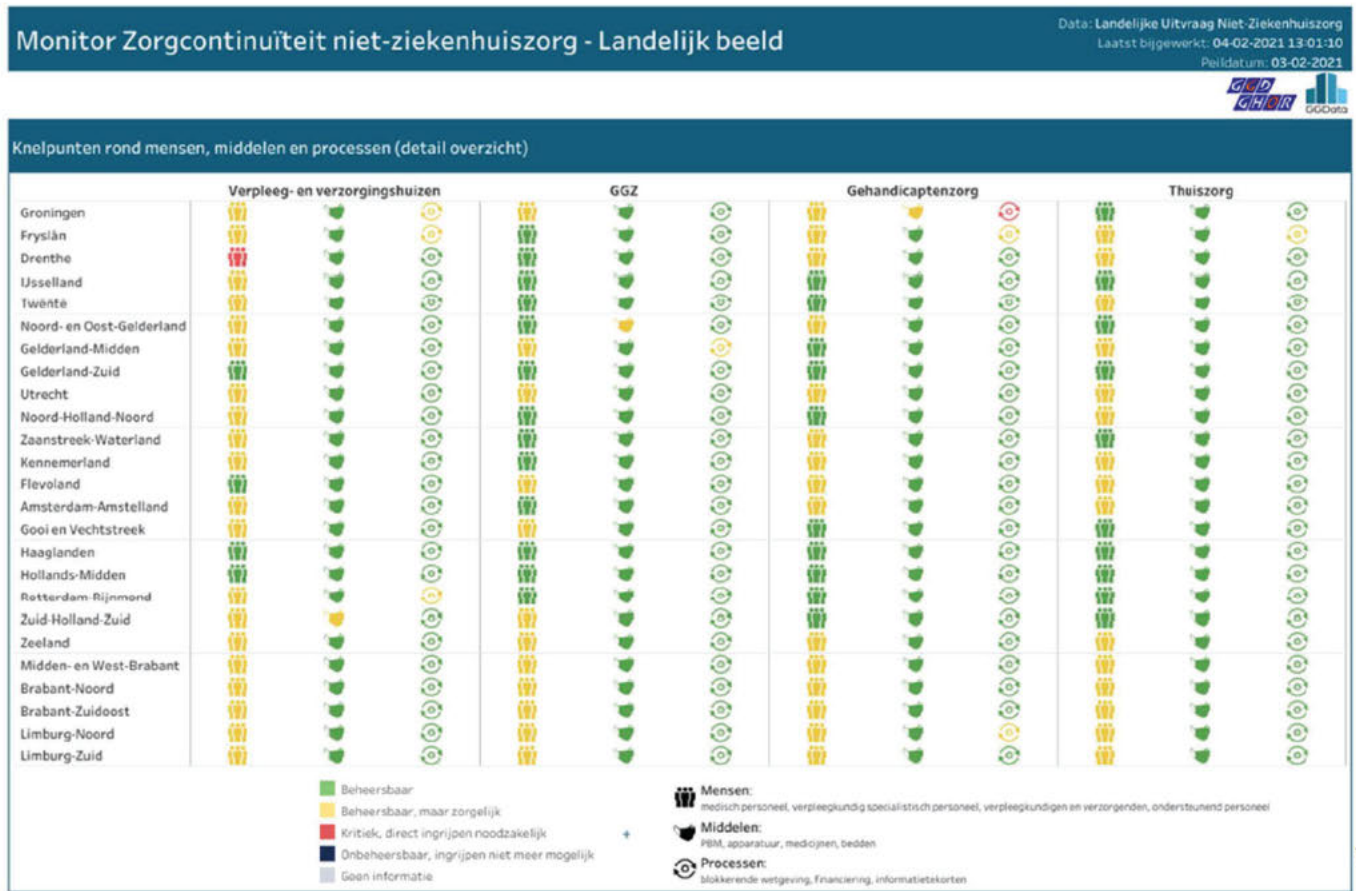 Monitor Zorgcontinuïteit niet-ziekenhuiszorg - Landelijk beeld
Data: Landelijke Uitvraag Niet-Ziekenhuiszorg
Laatst bijgewerkt: 04-02-2021 13:01:10
Peildatum: 03-02-2021
GGD GHOR
GGData
Knelpunten rond mensen, middelen en processen (detail overzicht)
Verpleeg- en verzorgingshuizen GGZ Gehandicaptenzorg Thuiszorg
Groningen
Fryslân
Drenthe
IJsselland
Twente
Noord- en Oost-Gelderland
Gelderland-Midden
Gelderland-Zuid
Utrecht
Noord-Holland-Noord
Zaanstreek-Waterland
Kennemerland
Flevoland
Amsterdam-Amstelland
Gooi en Vechtstreek
Haaglanden
Hollands-Midden
Rotterdam-Rijnmond
Zuid-Holland-Zuid
Zeeland
Midden- en West-Brabant
Brabant-Noord
Brabant-Zuidoost
Limburg-Noord
Limburg-Zuid
Beheersbaar
Beheersbaar, maar zorgelijk
Kritiek, direct ingrijpen noodzakelijk
Onbeheersbaar, ingrijpen niet meer mogelijk
Geen informatie
+
Mensen:
medisch personeel, verpleegkundig specialistisch personeel, verpleegkundigen en verzorgenden, ondersteunend personeel
Middelen:
PBM, apparatuur, medicijnen, bedden
Processen:
blokkerende wetgeving, financiering, informatietekorten